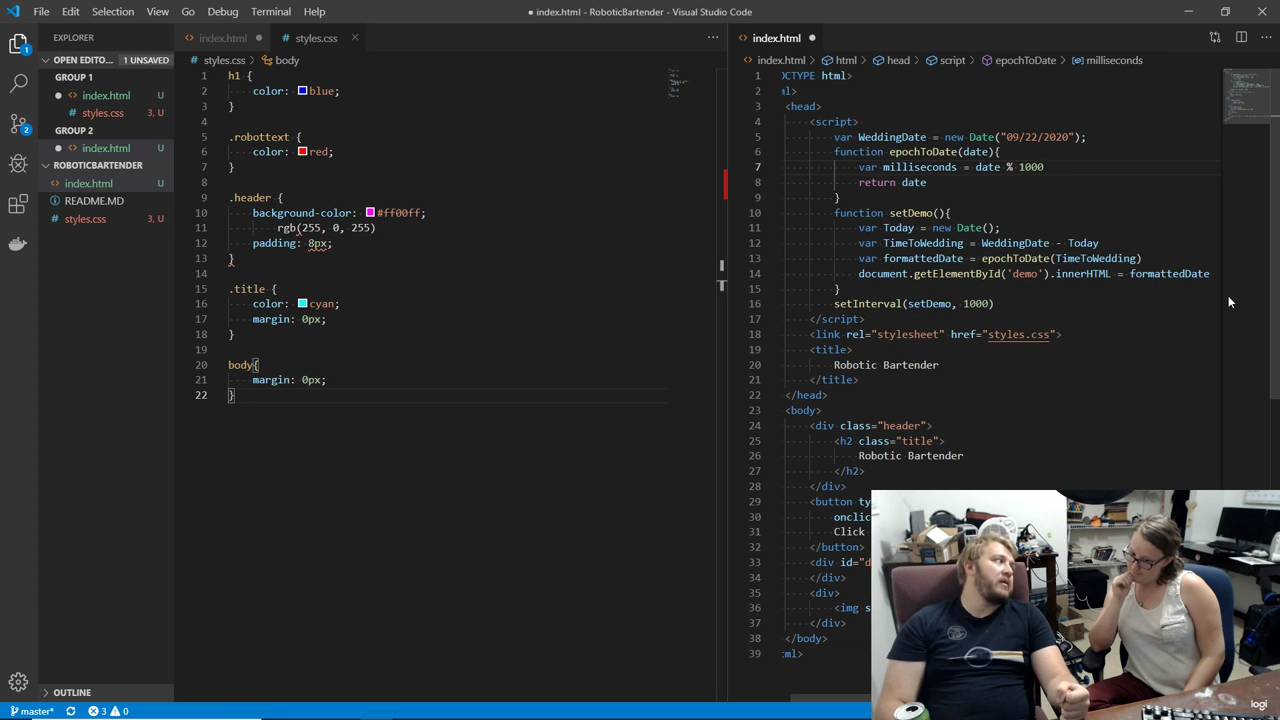 File Edit Selection View Go Debug Terminal Help
● index.html - RoboticBartender - Visual Studio Code
EXPLORER
index.html
styles.css
index.html
OPEN EDITO... 1 UNSAVED
GROUP 1
index.html U
styles.css 3, U
GROUP 2
index.html U
ROBOTICBARTENDER
index.html U
README.MD
styles.css 3, U
OUTLINE
1
2
master*
3 0
styles.css > body
1 h1 {
2 color: blue;
3 }
4
5 .robottext {
6 color: red;
7 }
8
9 .header {
10 background-color: #ff00ff;
11 rgb(255, 0, 255)
12 padding: 8px;
13 }
14
15 .title {
16 color: cyan;
17 margin: 0px;
18 }
19
20 body{
21 margin: 0px;
22 }
index.html > html > head > script > epochToDate > milliseconds
1 CTYPE html>
2 ml>
3 <head>
4 <script>
5 var WeddingDate = new Date("09/22/2020");
6 function epochToDate(date){
7 var milliseconds = date % 1000
8 return date
9 }
10 function setDemo(){
11 var Today = new Date();
12 var TimeToWedding = WeddingDate - Today
13 var formattedDate = epochToDate(TimeToWedding)
14 document.getElementById('demo').innerHTML = formattedDate
15 }
16 setInterval(setDemo, 1000)
17 </script>
18 <link rel="stylesheet" href="styles.css">
19 <title>
20 Robotic Bartender
21 </title>
22 </head>
23 <body>
24 <div class="header">
25 <h2 class="title">
26 Robotic Bartender
27 </h2>
28 </div>
29 <button ty
30 onclic
31 Click
32 </button>
33 <div id="d
34 </div>
35 <div>
36 <img s
37 </div>
38 </body>
39 ml>
logi